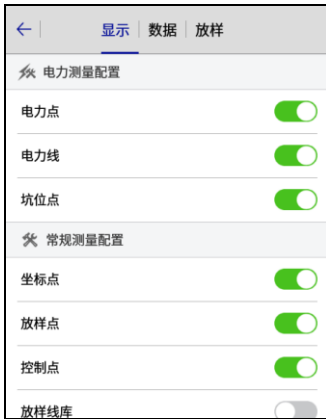 显示 数据 放样
电力测量配置
电力点
电力线
坑位点
常规测量配置
坐标点
放样点
控制点
放样线库